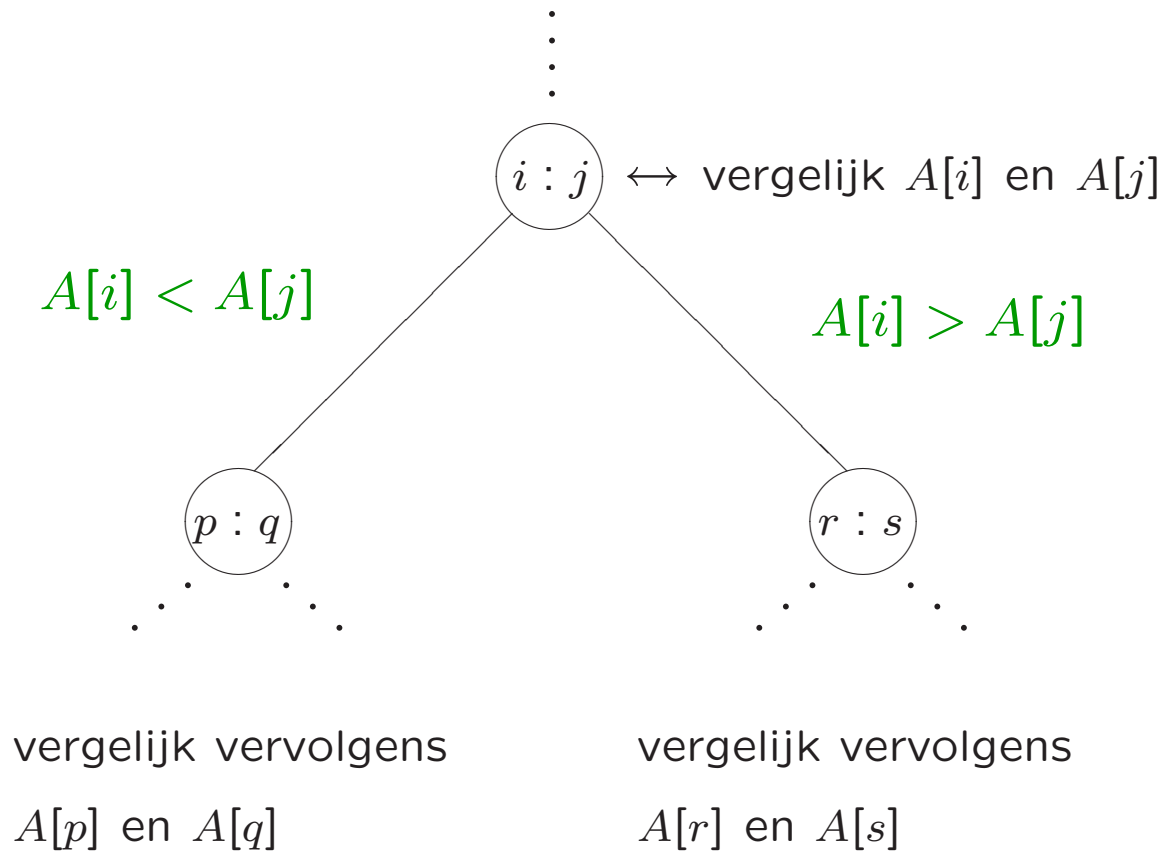 i : j ↔ vergelijk A[i] en A[j]
A[i] < A[j]
A[i] > A[j]
p : q
r : s
vergelijk vervolgens
A[p] en A[q]
vergelijk vervolgens
A[r] en A[s]